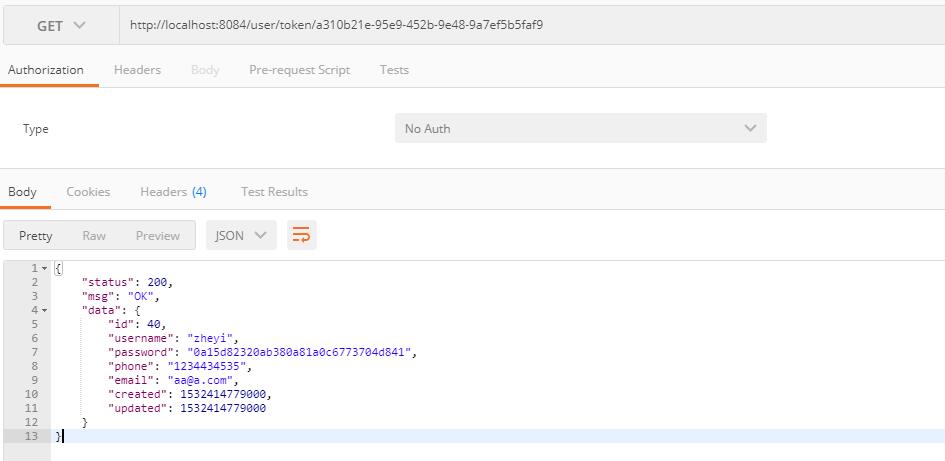 GET http://localhost:8084/user/token/a310b21e-95e9-452b-9e48-9a7ef5b5faf9
Authorization Headers Body Pre-request Script Tests
Type No Auth
Body Cookies Headers (4) Test Results
Pretty Raw Preview JSON
1 {
2 "status": 200,
3 "msg": "OK",
4 "data": {
5 "id": 40,
6 "username": "zheyi",
7 "password": "0a15d82320ab380a81a0c6773704d841",
8 "phone": "1234434535",
9 "email": "aa@a.com",
10 "created": 1532414779000,
11 "updated": 1532414779000
12 }
13 }